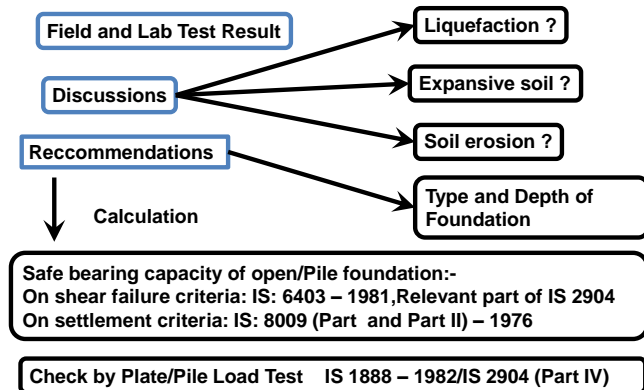 Field and Lab Test Result
Liquefaction ?
Expansive soil ?
Discussions
Soil erosion ?
Reccommendations
Type and Depth of
Foundation
Calculation
Safe bearing capacity of open/Pile foundation:-
On shear failure criteria: IS: 6403 – 1981,Relevant part of IS 2904
On settlement criteria: IS: 8009 (Part and Part II) – 1976
Check by Plate/Pile Load Test IS 1888 – 1982/IS 2904 (Part IV)